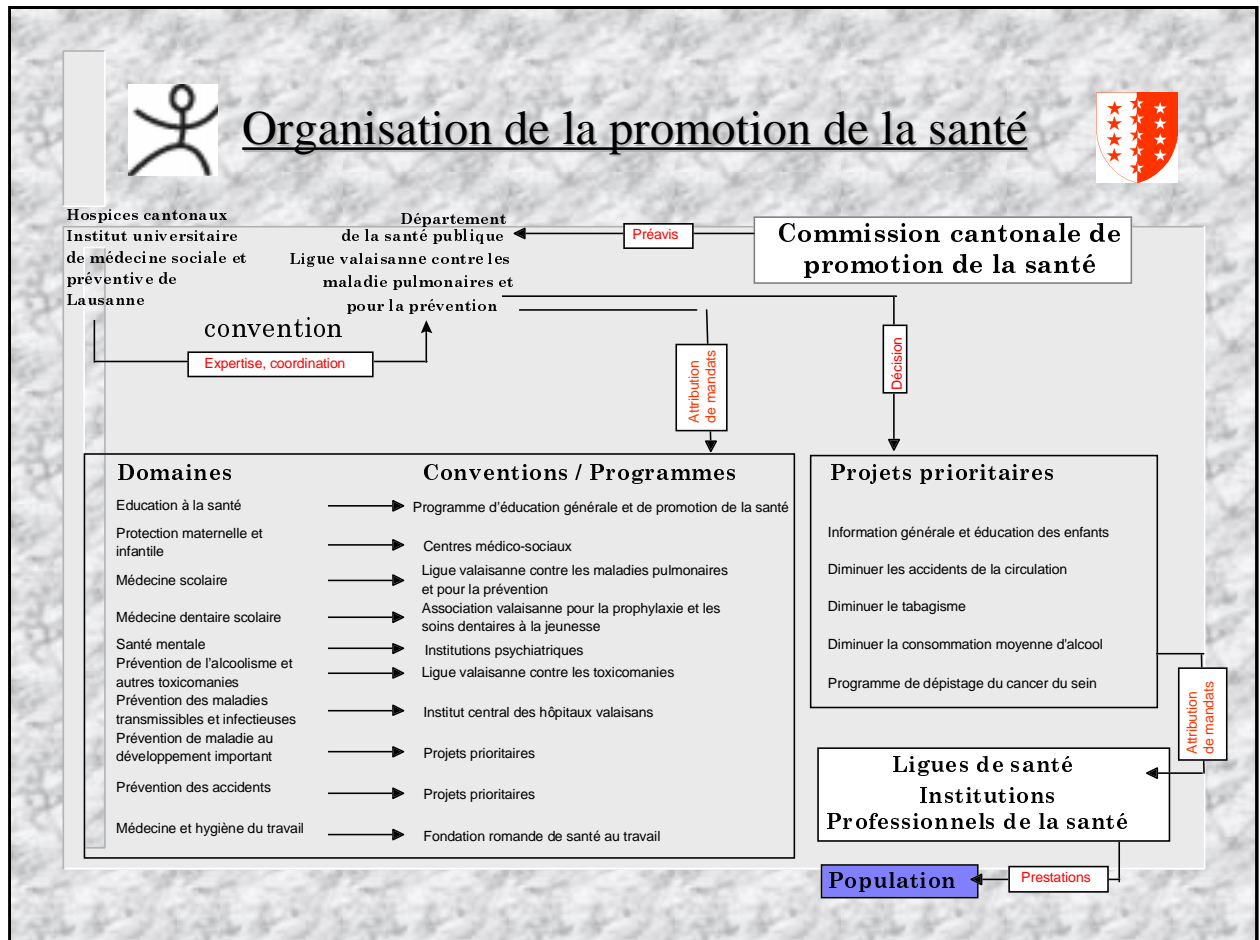 Organisation de la promotion de la santé
Hospices cantonaux
Institut universitaire
de médecine sociale et
préventive de
Lausanne
Département
de la santé publique
Ligue valaisanne contre les
maladie pulmonaires et
pour la prévention
Préavis
Commission cantonale de
promotion de la santé
convention
Expertise, coordination
Attribution
de mandats
Décision
Domaines
Conventions / Programmes
Education à la santé
Programme d'éducation générale et de promotion de la santé
Protection maternelle et
infantile
Centres médico-sociaux
Médecine scolaire
Ligue valaisanne contre les maladies pulmonaires
et pour la prévention
Médecine dentaire scolaire
Association valaisanne pour la prophylaxie et les
soins dentaires à la jeunesse
Santé mentale
Institutions psychiatriques
Prévention de l'alcoolisme et
autres toxicomanies
Ligue valaisanne contre les toxicomanies
Prévention des maladies
transmissibles et infectieuses
Institut central des hôpitaux valaisans
Prévention de maladie au
développement important
Projets prioritaires
Prévention des accidents
Projets prioritaires
Médecine et hygiène du travail
Fondation romande de santé au travail
Projets prioritaires
Information générale et éducation des enfants
Diminuer les accidents de la circulation
Diminuer le tabagisme
Diminuer la consommation moyenne d'alcool
Programme de dépistage du cancer du sein
Attribution
de mandats
Ligues de santé
Institutions
Professionnels de la santé
Population
Prestations